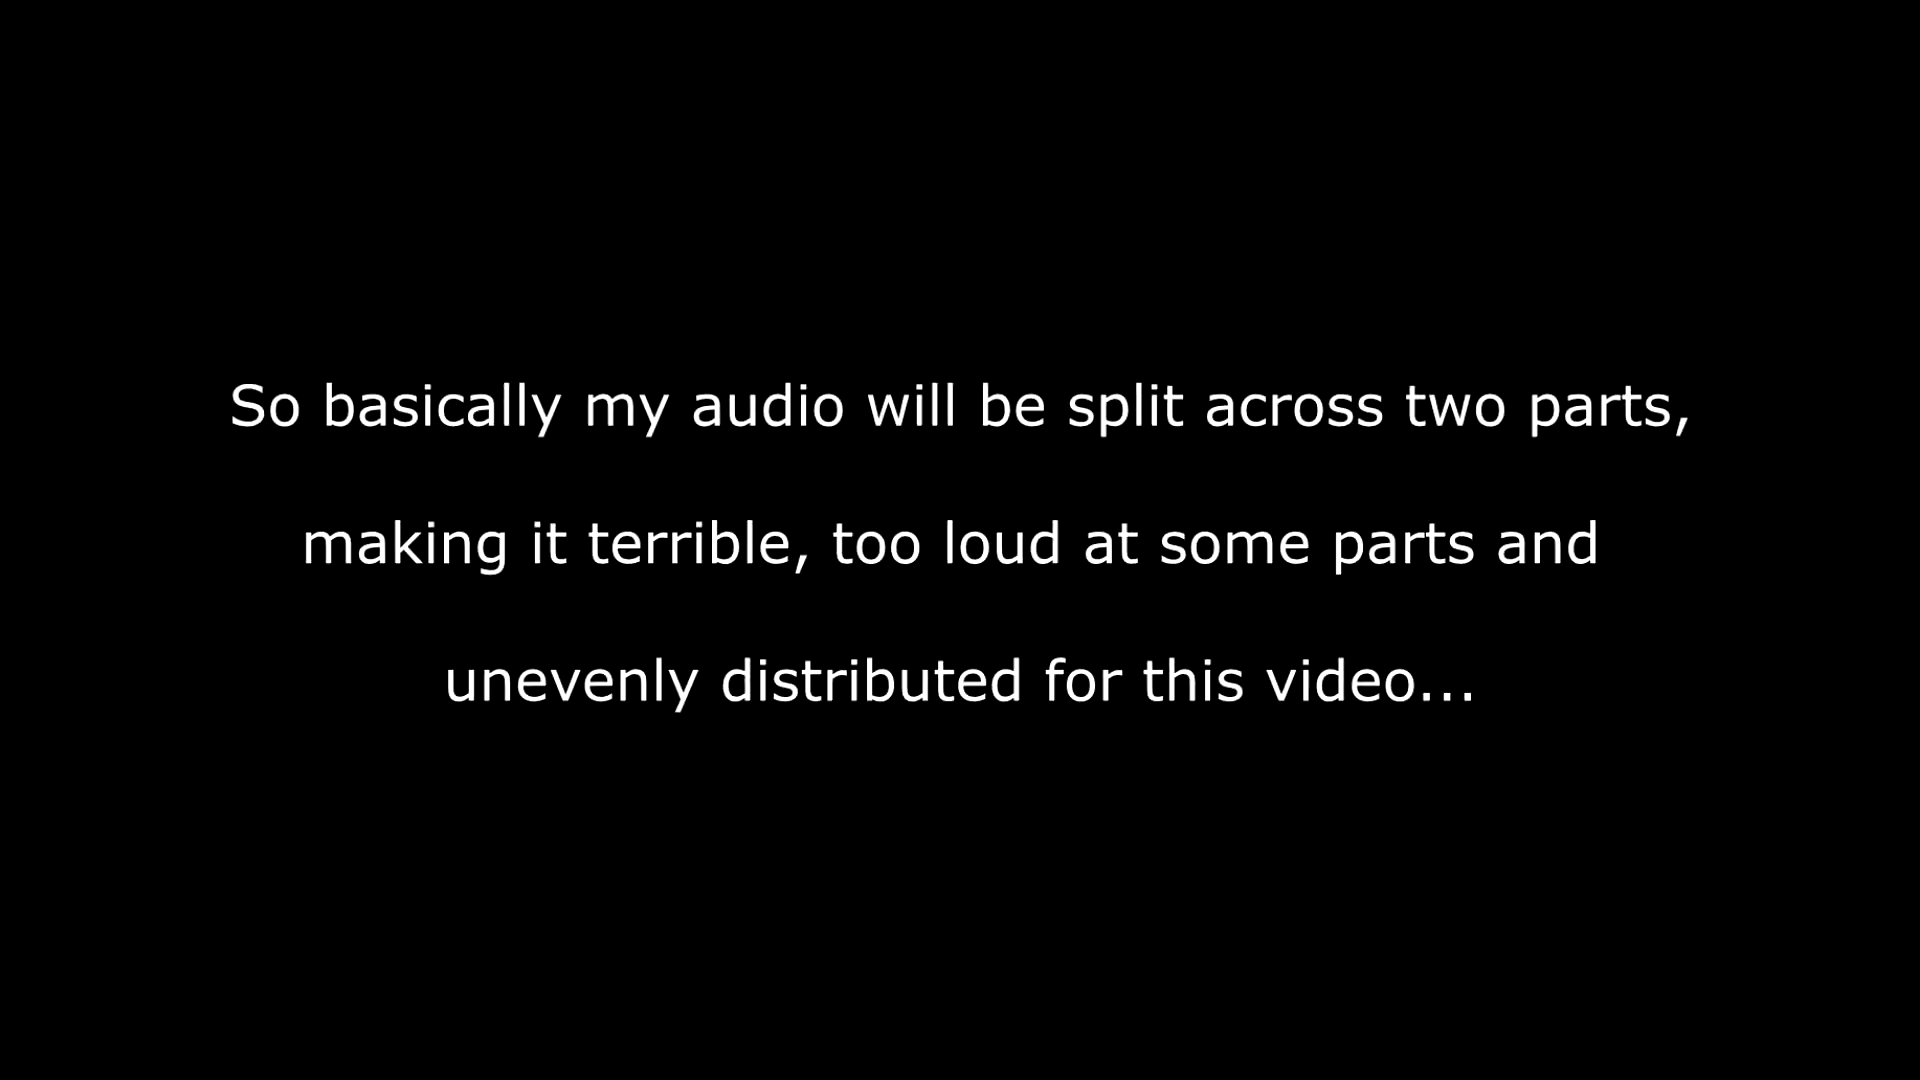 So basically my audio will be split across two parts,
making it terrible, too loud at some parts and
unevenly distributed for this video...